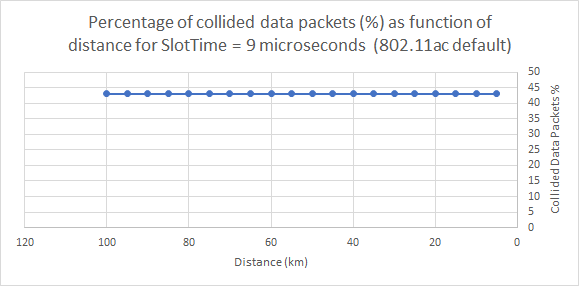 Percentage of collided data packets (%) as function of
distance for SlotTime = 9 microseconds (802.11ac default)
50
45
40
35
30
25
20
15
10
5
0
Collided Data Packets %
120 100 80 60 40 20 0
Distance (km)